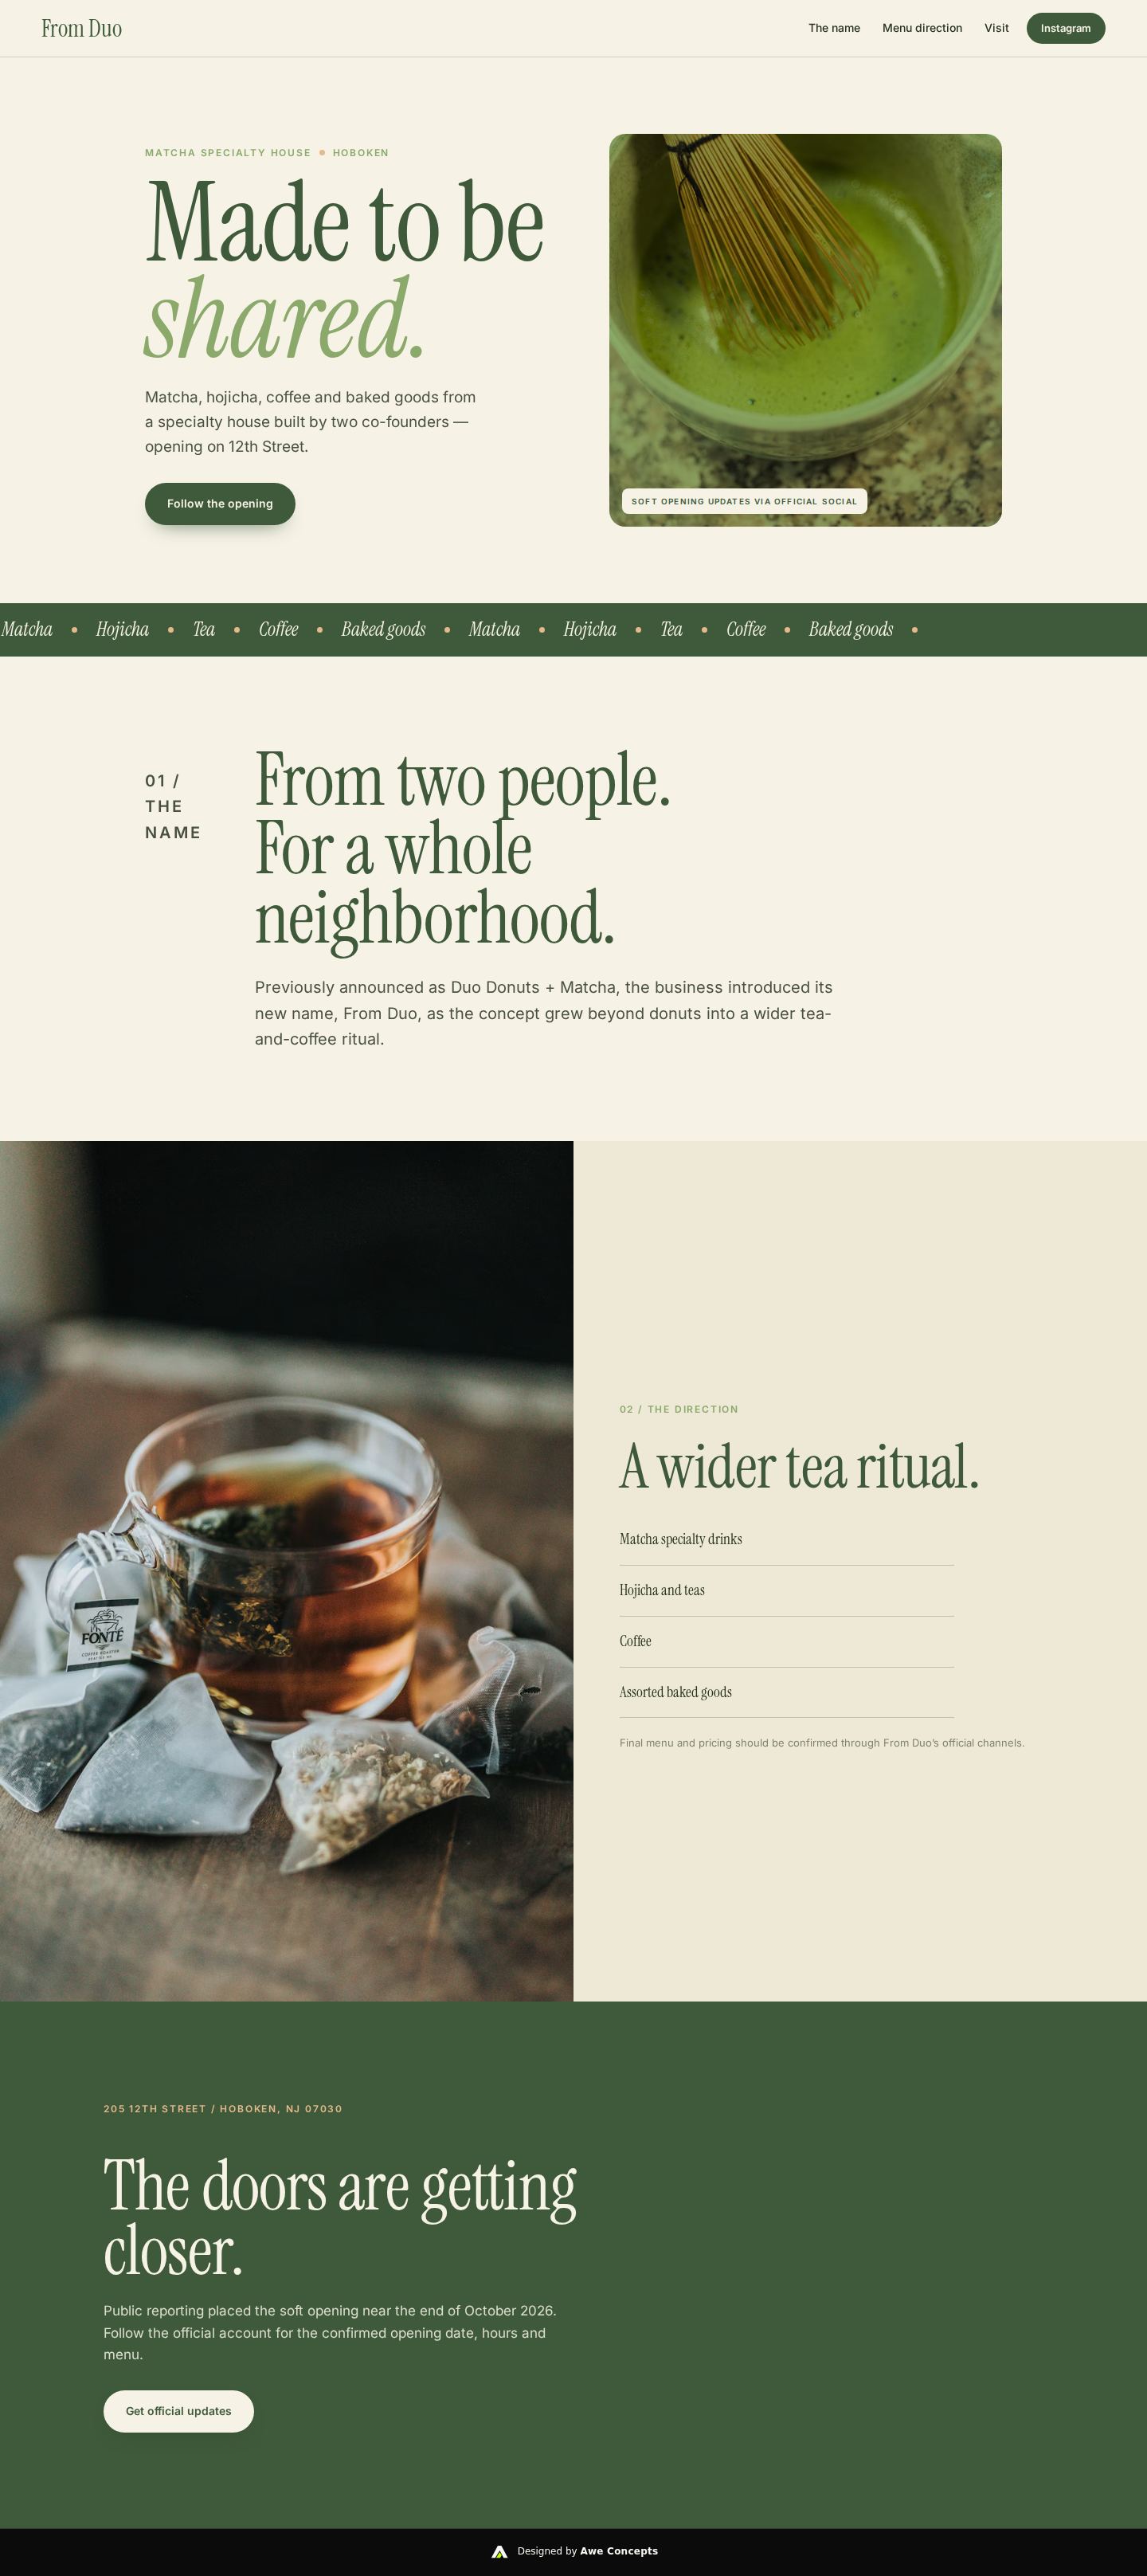 From Duo
The name
Menu direction
Visit
Instagram
MATCHA SPECIALTY HOUSE • HOBOKEN
Made to be
shared.
Matcha, hojicha, coffee and baked goods from
a specialty house built by two co-founders —
opening on 12th Street.
Follow the opening
SOFT OPENING UPDATES VIA OFFICIAL SOCIAL
Matcha • Hojicha • Tea • Coffee • Baked goods • Matcha • Hojicha • Tea • Coffee • Baked goods •
01 /
THE
NAME
From two people.
For a whole
neighborhood.
Previously announced as Duo Donuts + Matcha, the business introduced its
new name, From Duo, as the concept grew beyond donuts into a wider tea-
and-coffee ritual.
FONTÉ
COFFEE ROASTER
02 / THE DIRECTION
A wider tea ritual.
Matcha specialty drinks
Hojicha and teas
Coffee
Assorted baked goods
Final menu and pricing should be confirmed through From Duo’s official channels.
205 12TH STREET / HOBOKEN, NJ 07030
The doors are getting
closer.
Public reporting placed the soft opening near the end of October 2026.
Follow the official account for the confirmed opening date, hours and
menu.
Get official updates
Designed by Awe Concepts